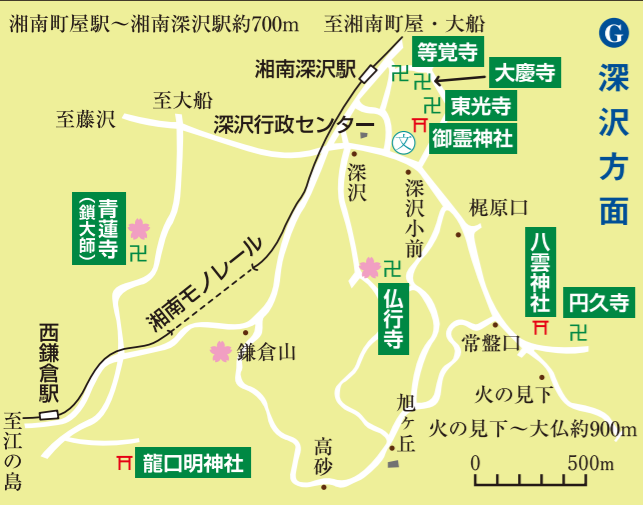 湘南町屋駅〜湘南深沢駅約700m
至湘南町屋・大船
G
深沢方面
等覚寺
湘南深沢駅
大慶寺
至大船
東光寺
至藤沢
深沢行政センター
御霊神社
文
深沢
深沢小前
梶原口
青蓮寺
(鎖大師)
八雲神社
湘南モノレール
仏行寺
円久寺
西鎌倉駅
鎌倉山
常盤口
火の見下
旭ヶ丘
至江の島
火の見下〜大仏約900m
高砂
龍口明神社
0
500m